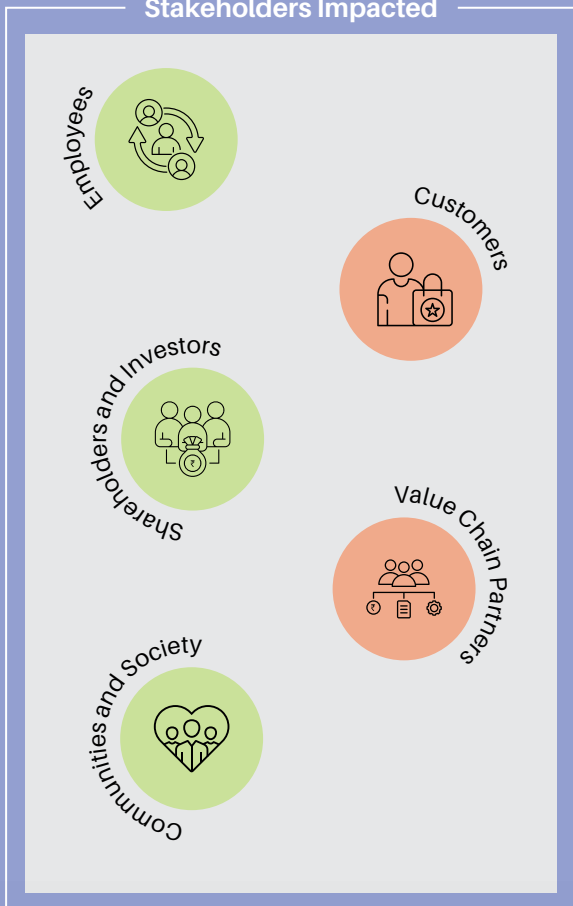 Stakeholders Impacted
Employees
Customers
Shareholders and Investors
₹
Value Chain Partners
₹
Communities and Society